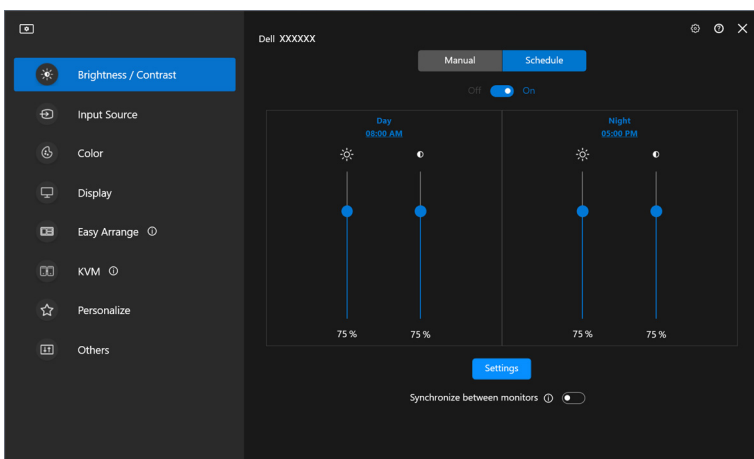 Dell XXXXXX
Brightness / Contrast
Input Source
Color
Display
Easy Arrange
KVM
Personalize
Others
Manual
Schedule
Off
On
Day
08:00 AM
75 %
75 %
Night
05:00 PM
75 %
75 %
Settings
Synchronize between monitors